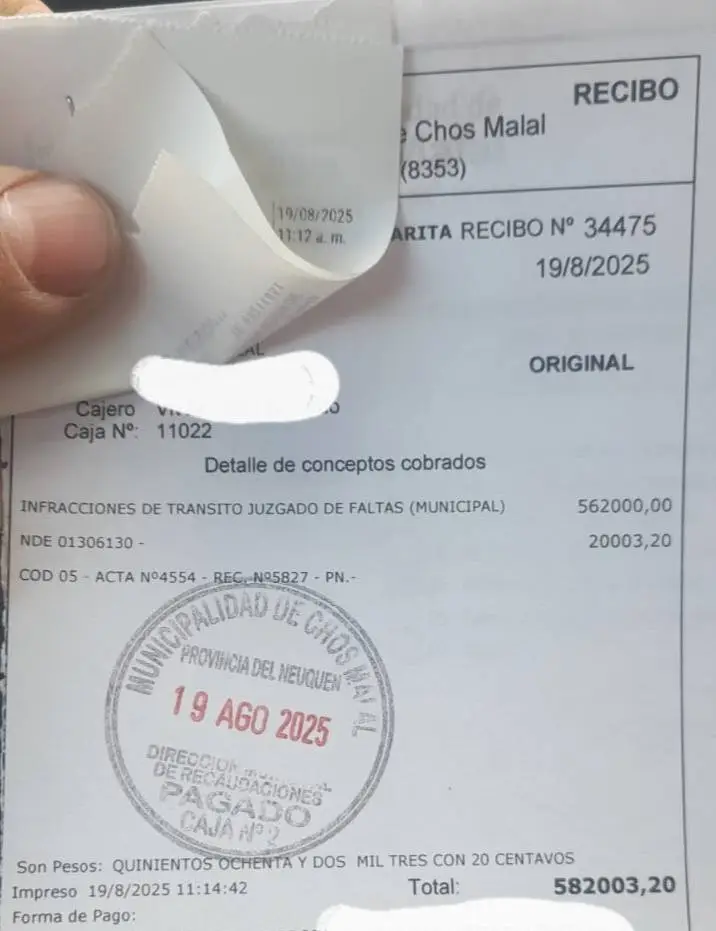 RECIBO
Chos Malal
(8353)
19/08/2025
11:12 a. m.
ARITA RECIBO Nº 34475
19/8/2025
ORIGINAL
Cajero
Caja Nº: 11022
Detalle de conceptos cobrados
INFRACCIONES DE TRANSITO JUZGADO DE FALTAS (MUNICIPAL) 562000,00
NDE 01306130 - 20003,20
COD 05 - ACTA Nº4554 - REC. Nº5827 - PN.-
MUNICIPALIDAD DE CHOS MALAL
PROVINCIA DEL NEUQUEN
19 AGO 2025
DIRECCION
DE RECAUDACIONES
PAGADO
CAJA Nº 2
Son Pesos: QUINIENTOS OCHENTA Y DOS MIL TRES CON 20 CENTAVOS
Impreso 19/8/2025 11:14:42 Total: 582003,20
Forma de Pago: